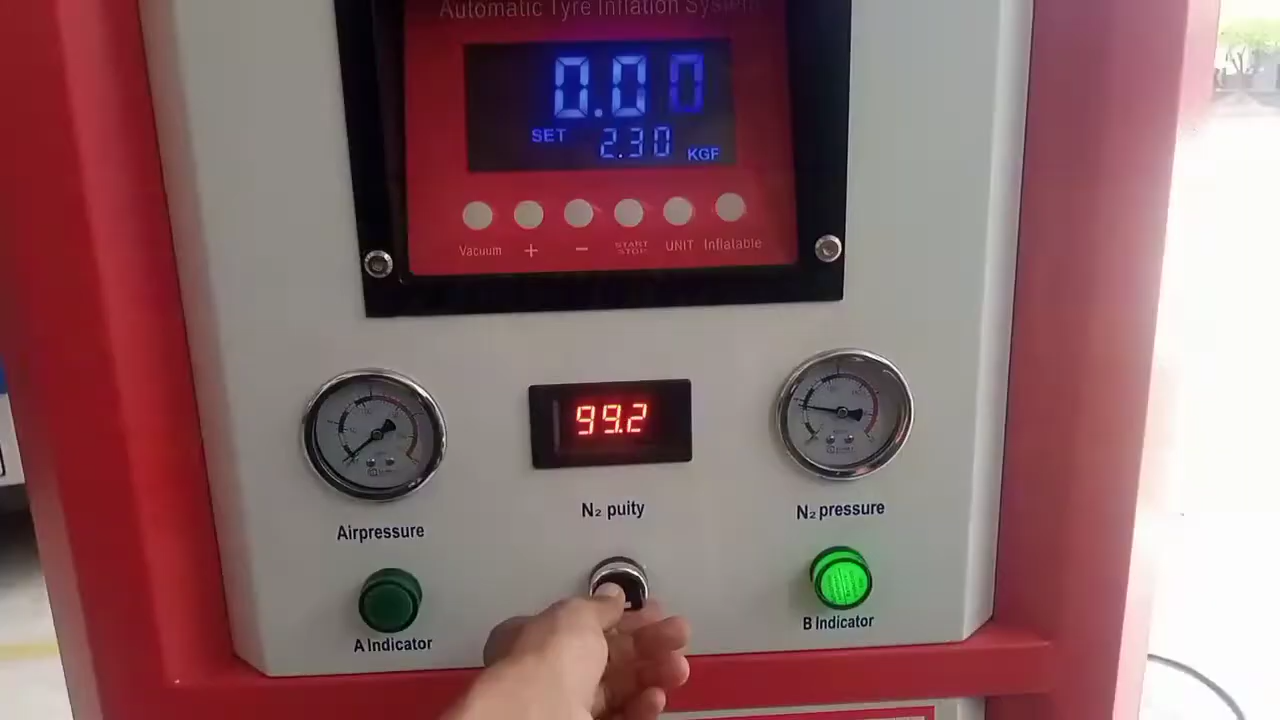 Automatic Tyre Inflation System
0.00
SET 2.30 KGF
Vacuum + − START STOP UNIT Inflatable
99.2
Airpressure
N₂ puity
N₂ pressure
A Indicator
B Indicator